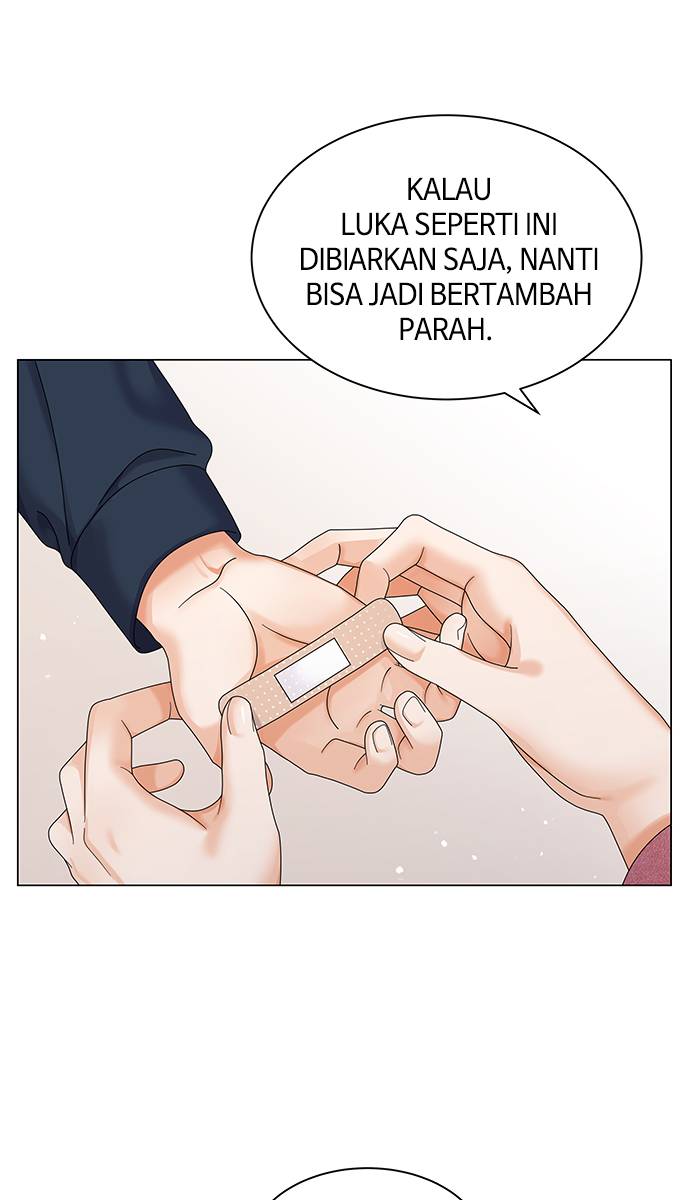 KALAU
LUKA SEPERTI INI
DIBIARKAN SAJA, NANTI
BISA JADI BERTAMBAH
PARAH.